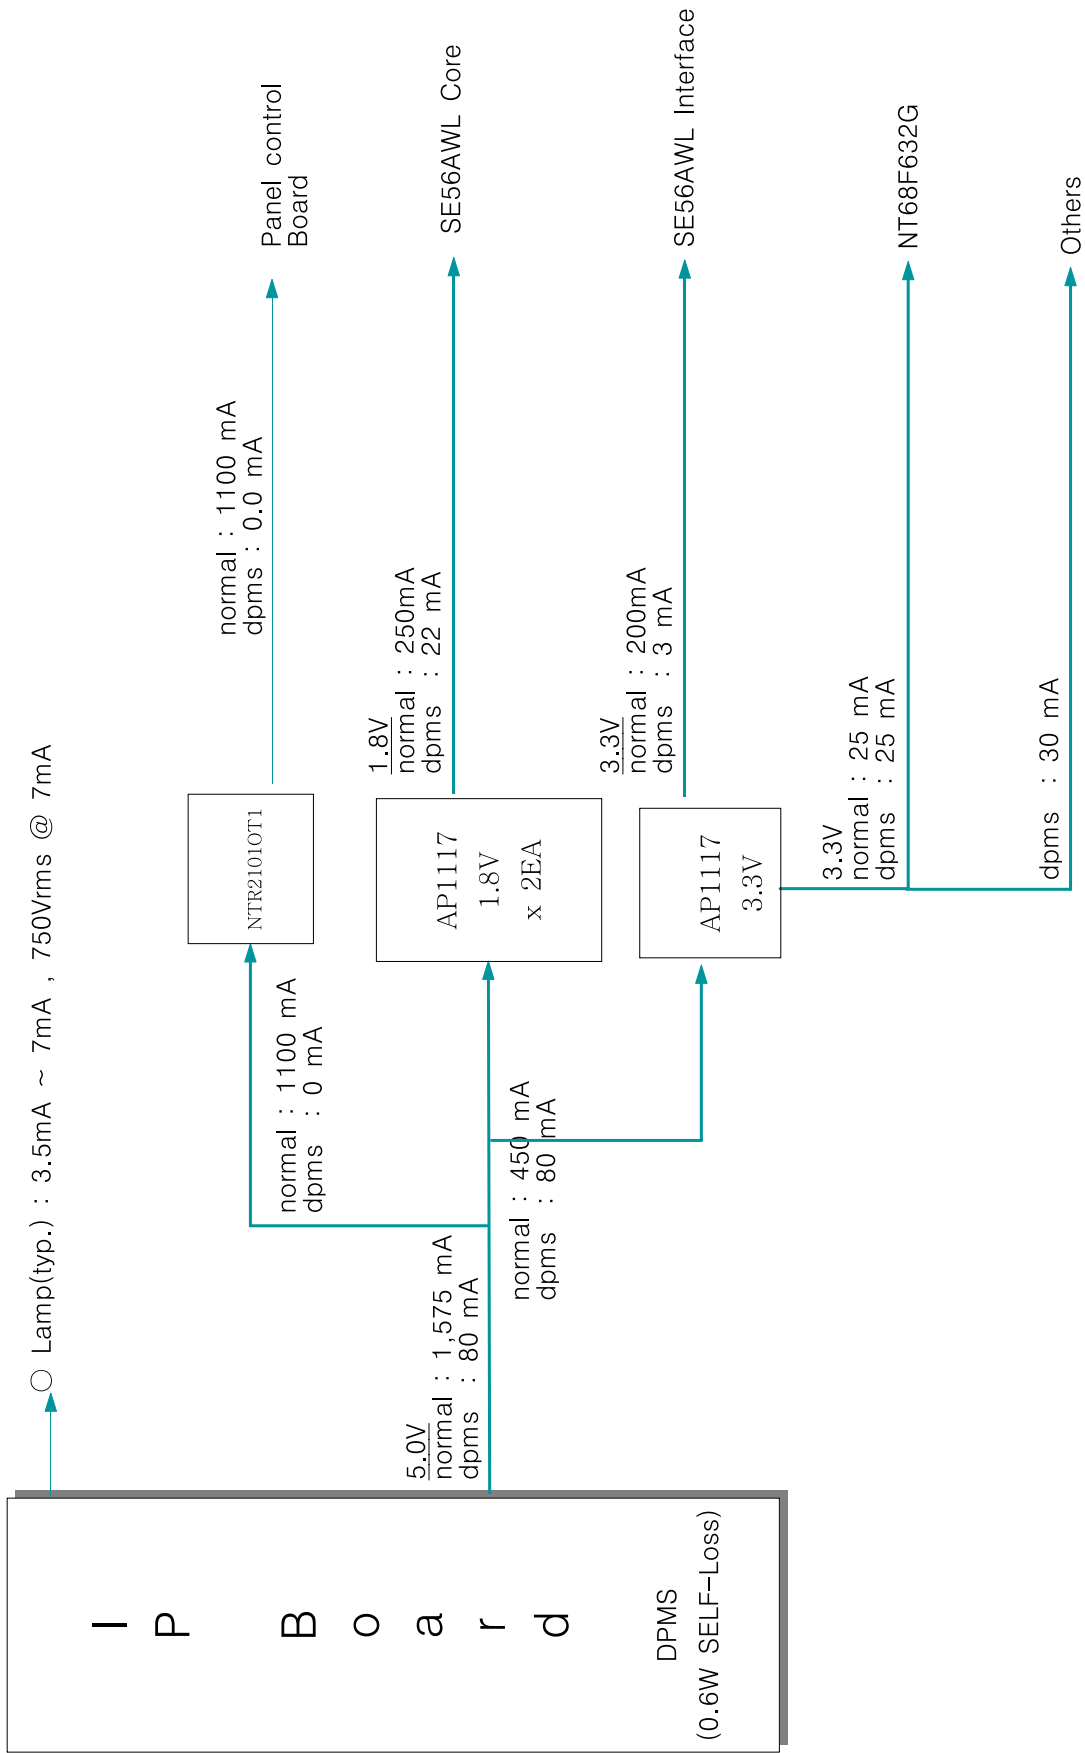 ○ Lamp(typ.) : 3.5mA ~ 7mA , 750Vrms @ 7mA
I P Board
DPMS
(0.6W SELF-Loss)
5.0V
normal : 1,575 mA
dpms : 80 mA
normal : 1100 mA
dpms : 0 mA
normal : 450 mA
dpms : 80 mA
NTR2101OT1
normal : 1100 mA
dpms : 0.0 mA
Panel control
Board
AP1117
1.8V
x 2EA
1.8V
normal : 250mA
dpms : 22 mA
SE56AWL Core
AP1117
3.3V
3.3V
normal : 200mA
dpms : 3 mA
SE56AWL Interface
3.3V
normal : 25 mA
dpms : 25 mA
NT68F632G
dpms : 30 mA
Others